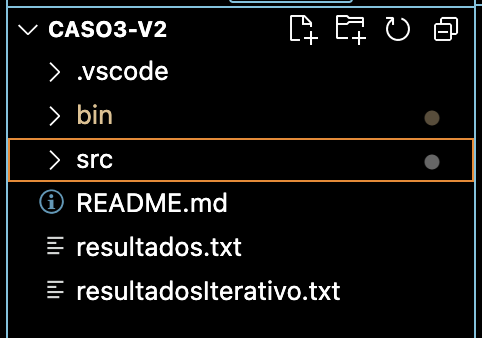 CASO3-V2
.vscode
bin
src
README.md
resultados.txt
resultadosIterativo.txt